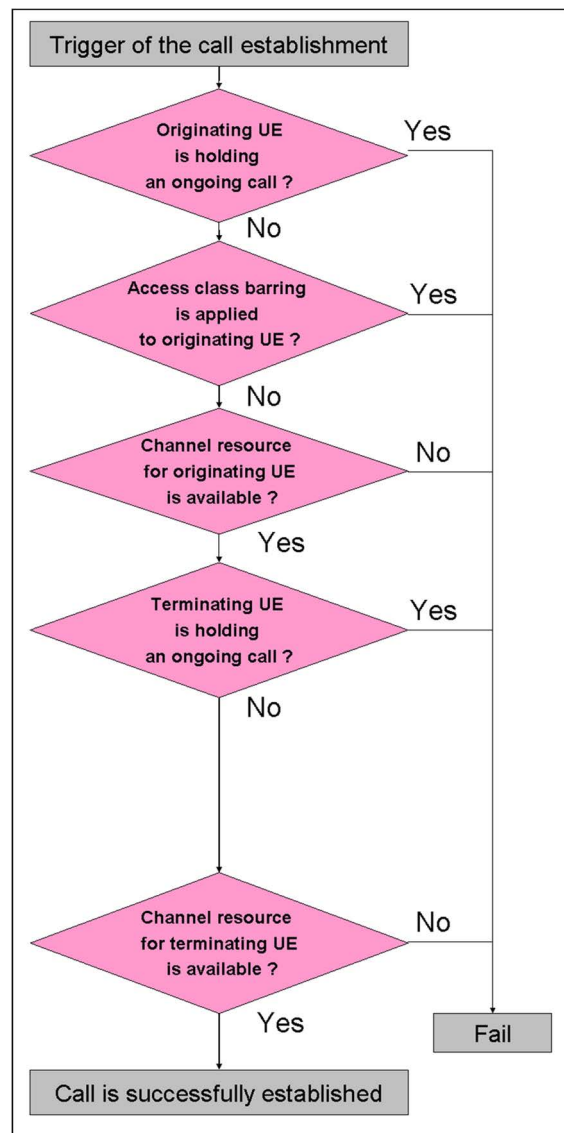 Trigger of the call establishment
Originating UE
is holding
an ongoing call ?
Yes
No
Access class barring
is applied
to originating UE ?
Yes
No
Channel resource
for originating UE
is available ?
No
Yes
Terminating UE
is holding
an ongoing call ?
Yes
No
Channel resource
for terminating UE
is available ?
No
Yes
Fail
Call is successfully established